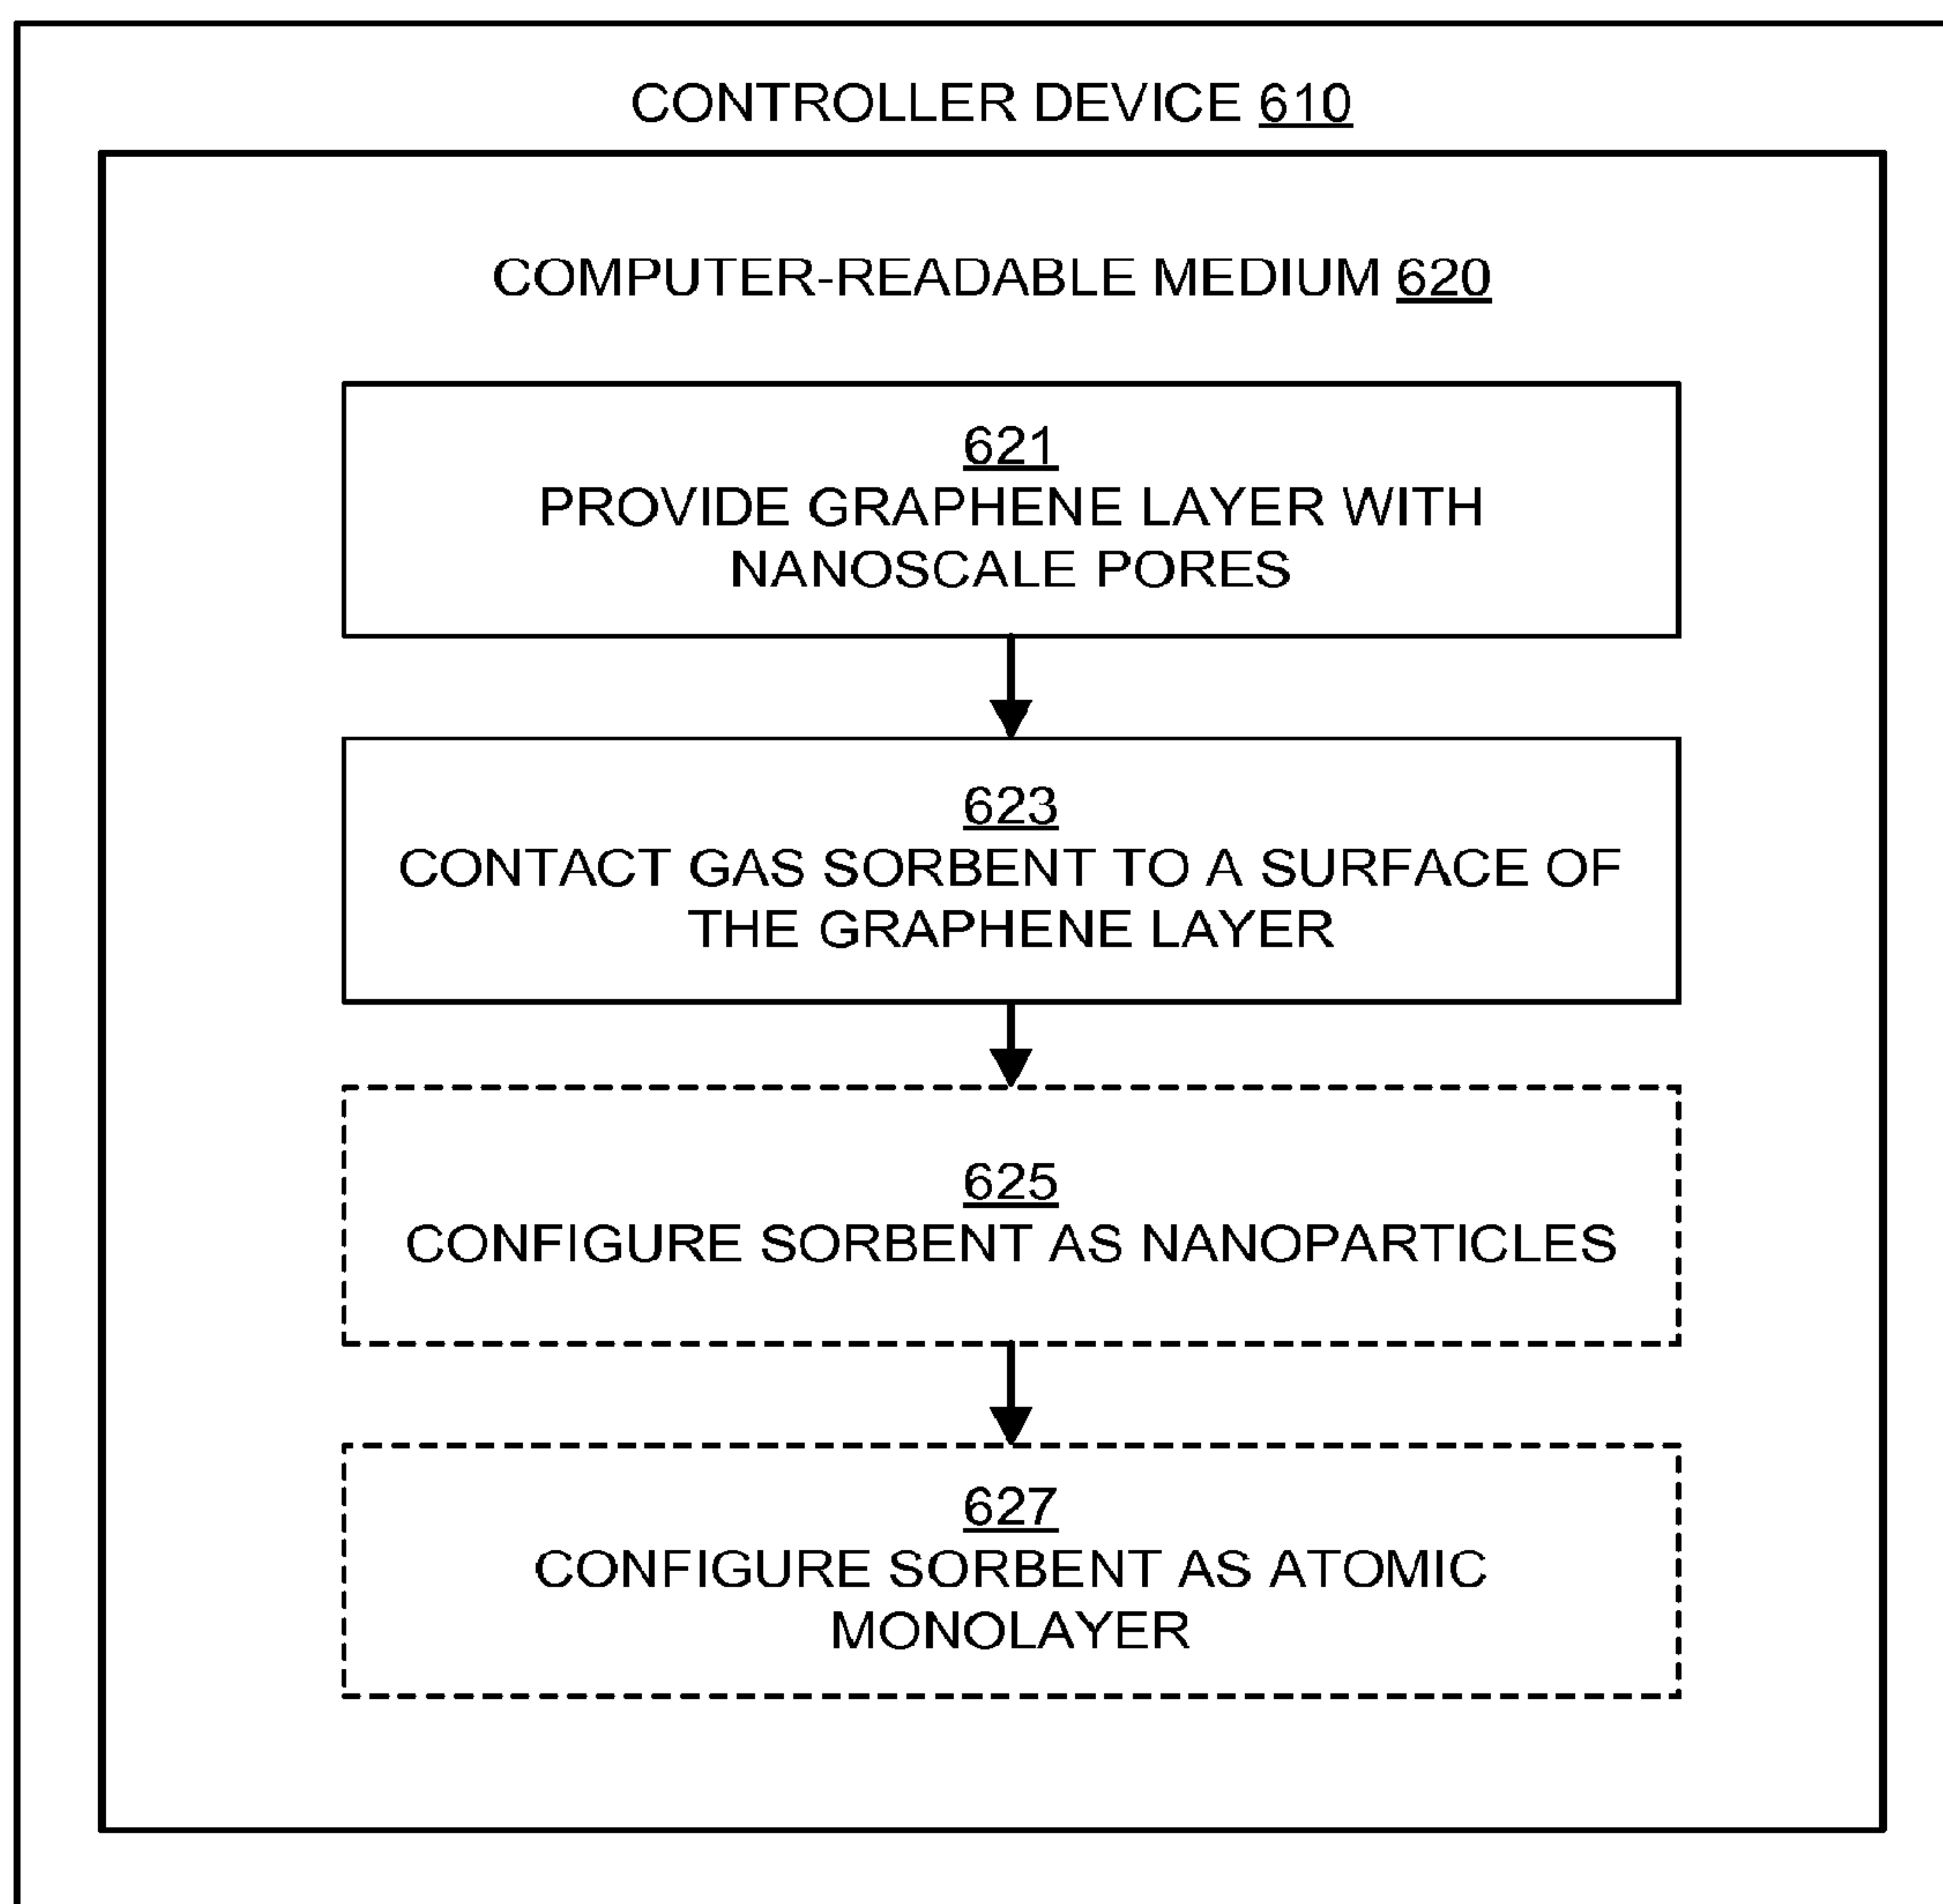 CONTROLLER DEVICE 610
COMPUTER-READABLE MEDIUM 620
621
PROVIDE GRAPHENE LAYER WITH
NANOSCALE PORES
623
CONTACT GAS SORBENT TO A SURFACE OF
THE GRAPHENE LAYER
625
CONFIGURE SORBENT AS NANOPARTICLES
627
CONFIGURE SORBENT AS ATOMIC
MONOLAYER